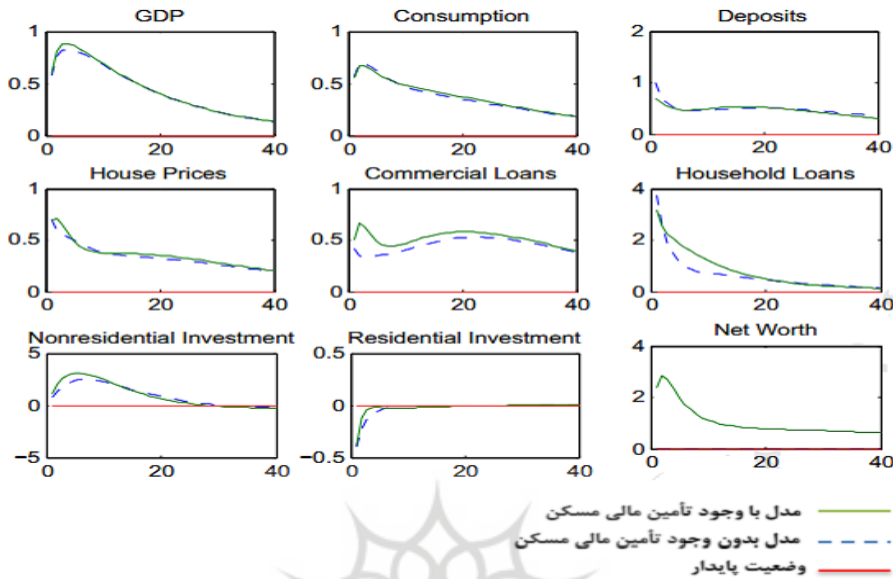 GDP Consumption Deposits
1 1 2
0.5 0.5 1
0 0 0
0 20 40 0 20 40 0 20 40
House Prices Commercial Loans Household Loans
1 1 4
0.5 0.5 2
0 0 0
0 20 40 0 20 40 0 20 40
Nonresidential Investment Residential Investment Net Worth
5 0.5 4
0 0 2
−5 −0.5 0
0 20 40 0 20 40 0 20 40
مدل با وجود تأمین مالی مسکن
مدل بدون وجود تأمین مالی مسکن
وضعیت پایدار